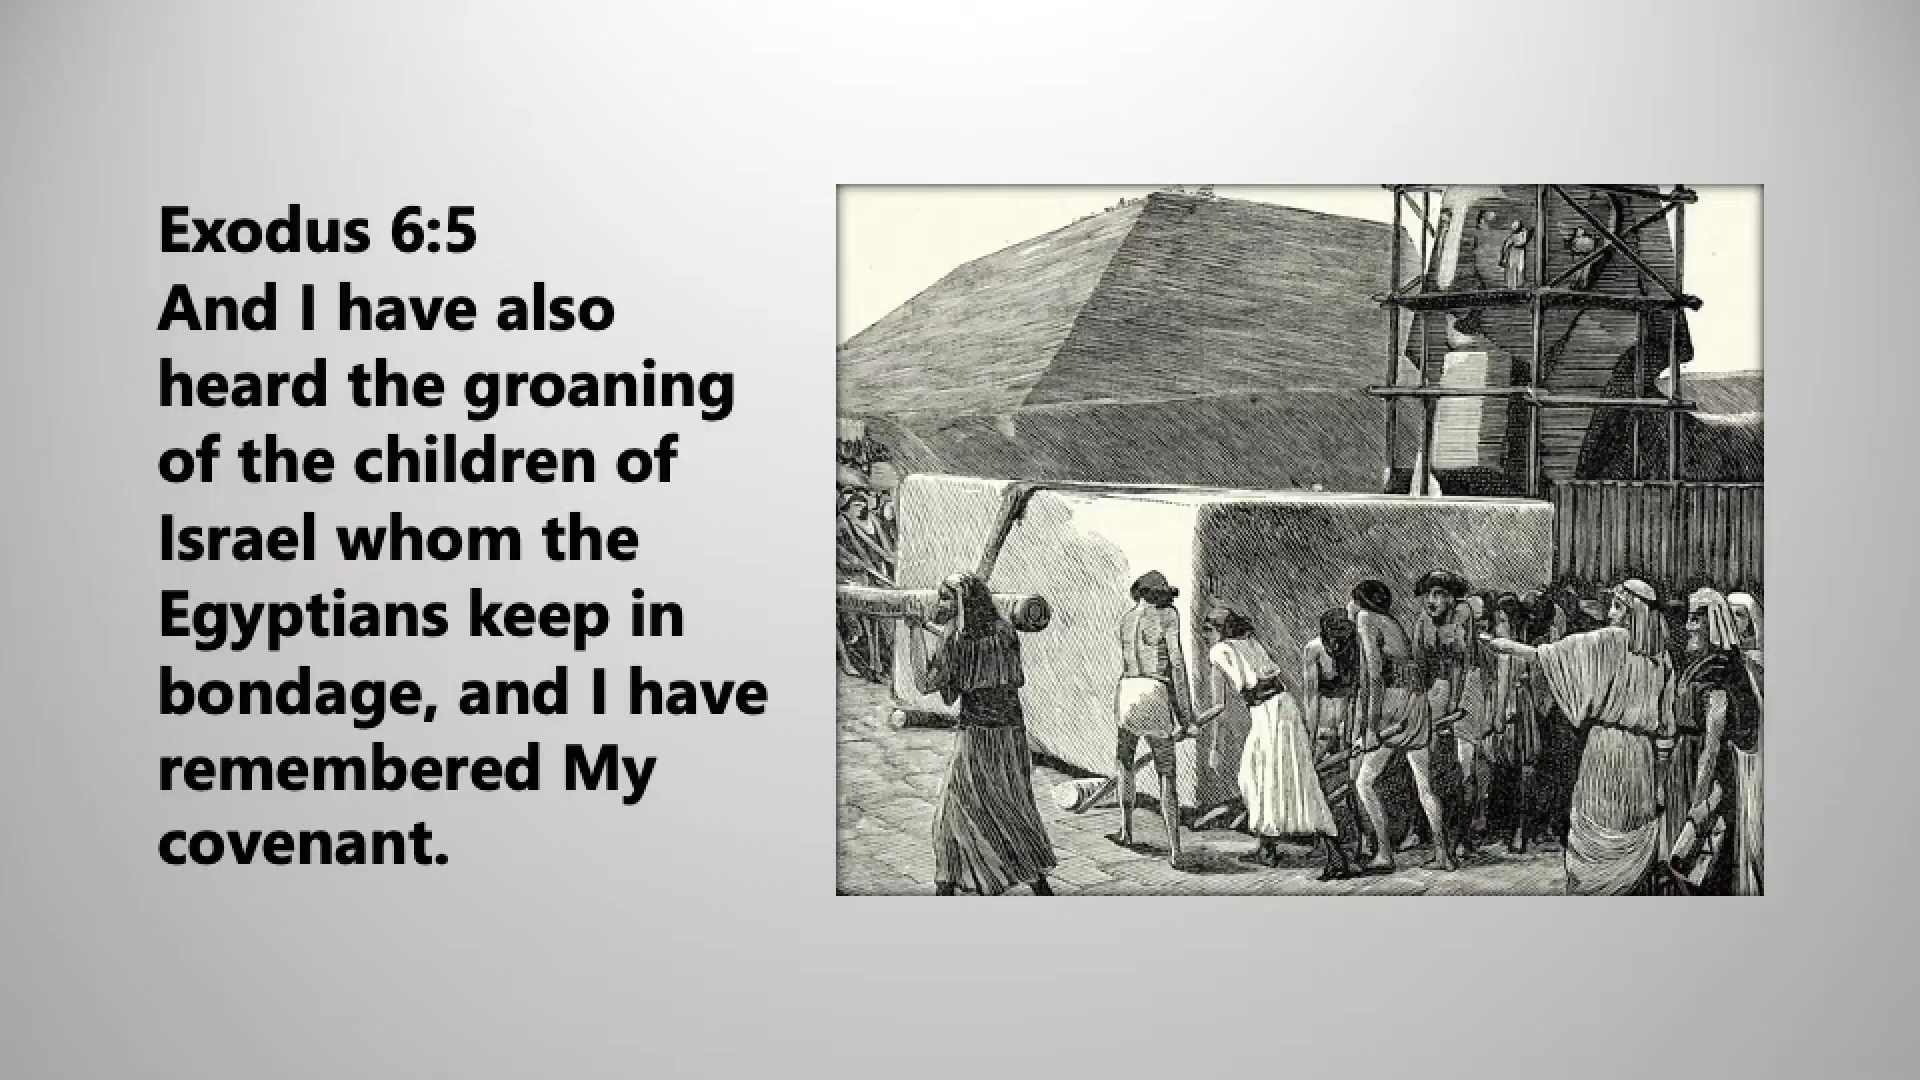 Exodus 6:5
And I have also
heard the groaning
of the children of
Israel whom the
Egyptians keep in
bondage, and I have
remembered My
covenant.